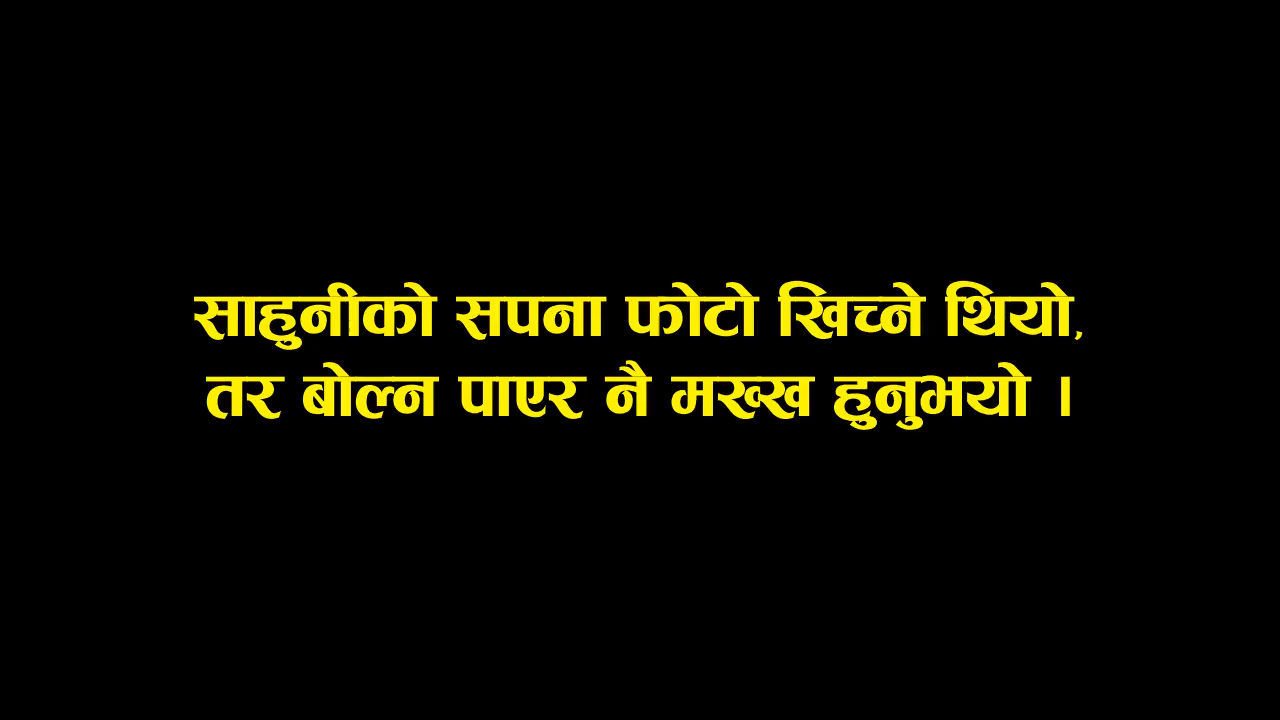 साहुनीको सपना फोटो खिच्ने थियो,
तर बोल्न पाएर नै मख्ख हुनुभयो ।